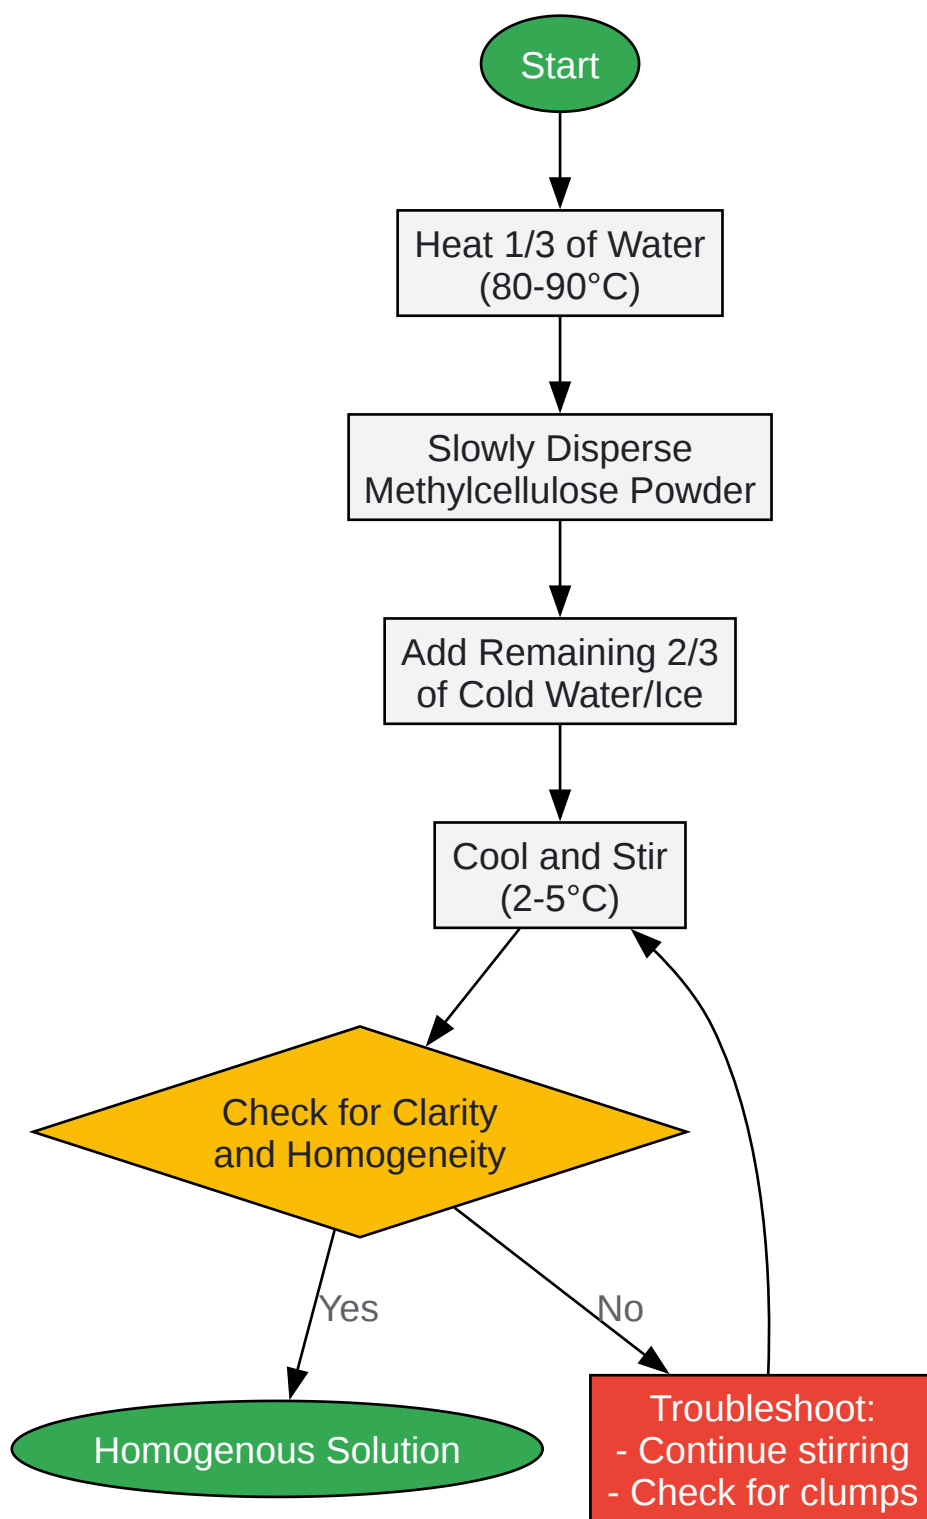 Start
Heat 1/3 of Water
(80-90°C)
Slowly Disperse
Methylcellulose Powder
Add Remaining 2/3
of Cold Water/Ice
Cool and Stir
(2-5°C)
Check for Clarity
and Homogeneity
Yes
No
Homogenous Solution
Troubleshoot:
- Continue stirring
- Check for clumps